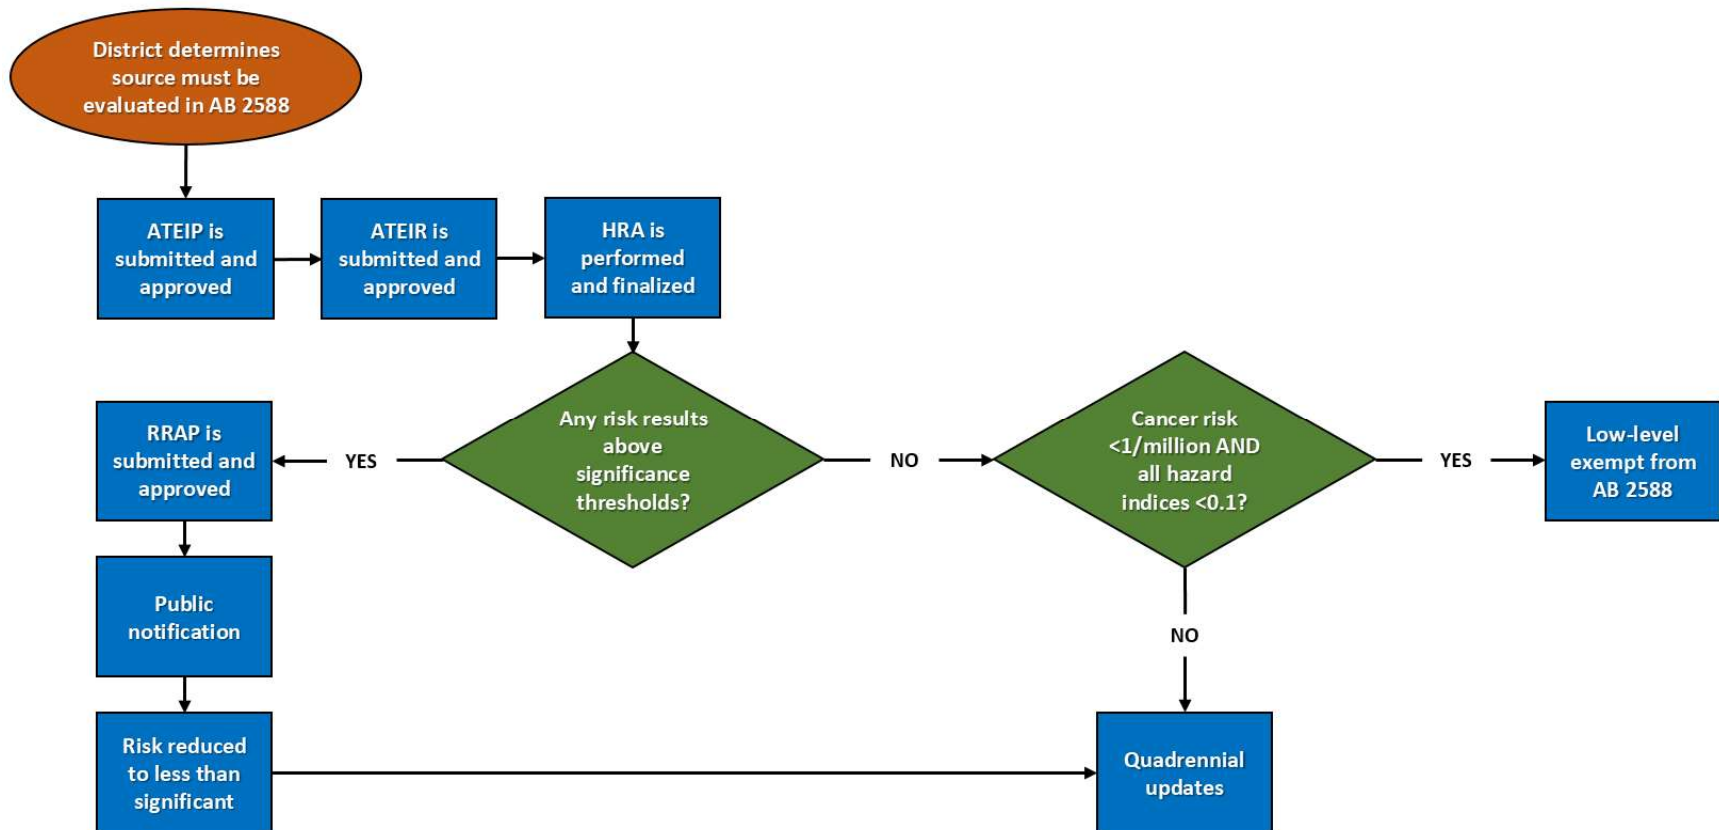 District determines
source must be
evaluated in AB 2588
ATEIP is
submitted and
approved
ATEIR is
submitted and
approved
HRA is
performed
and finalized
Any risk results
above
significance
thresholds?
YES
NO
RRAP is
submitted and
approved
Cancer risk
<1/million AND
all hazard
indices <0.1?
YES
Low-level
exempt from
AB 2588
Public
notification
NO
Risk reduced
to less than
significant
Quadrennial
updates